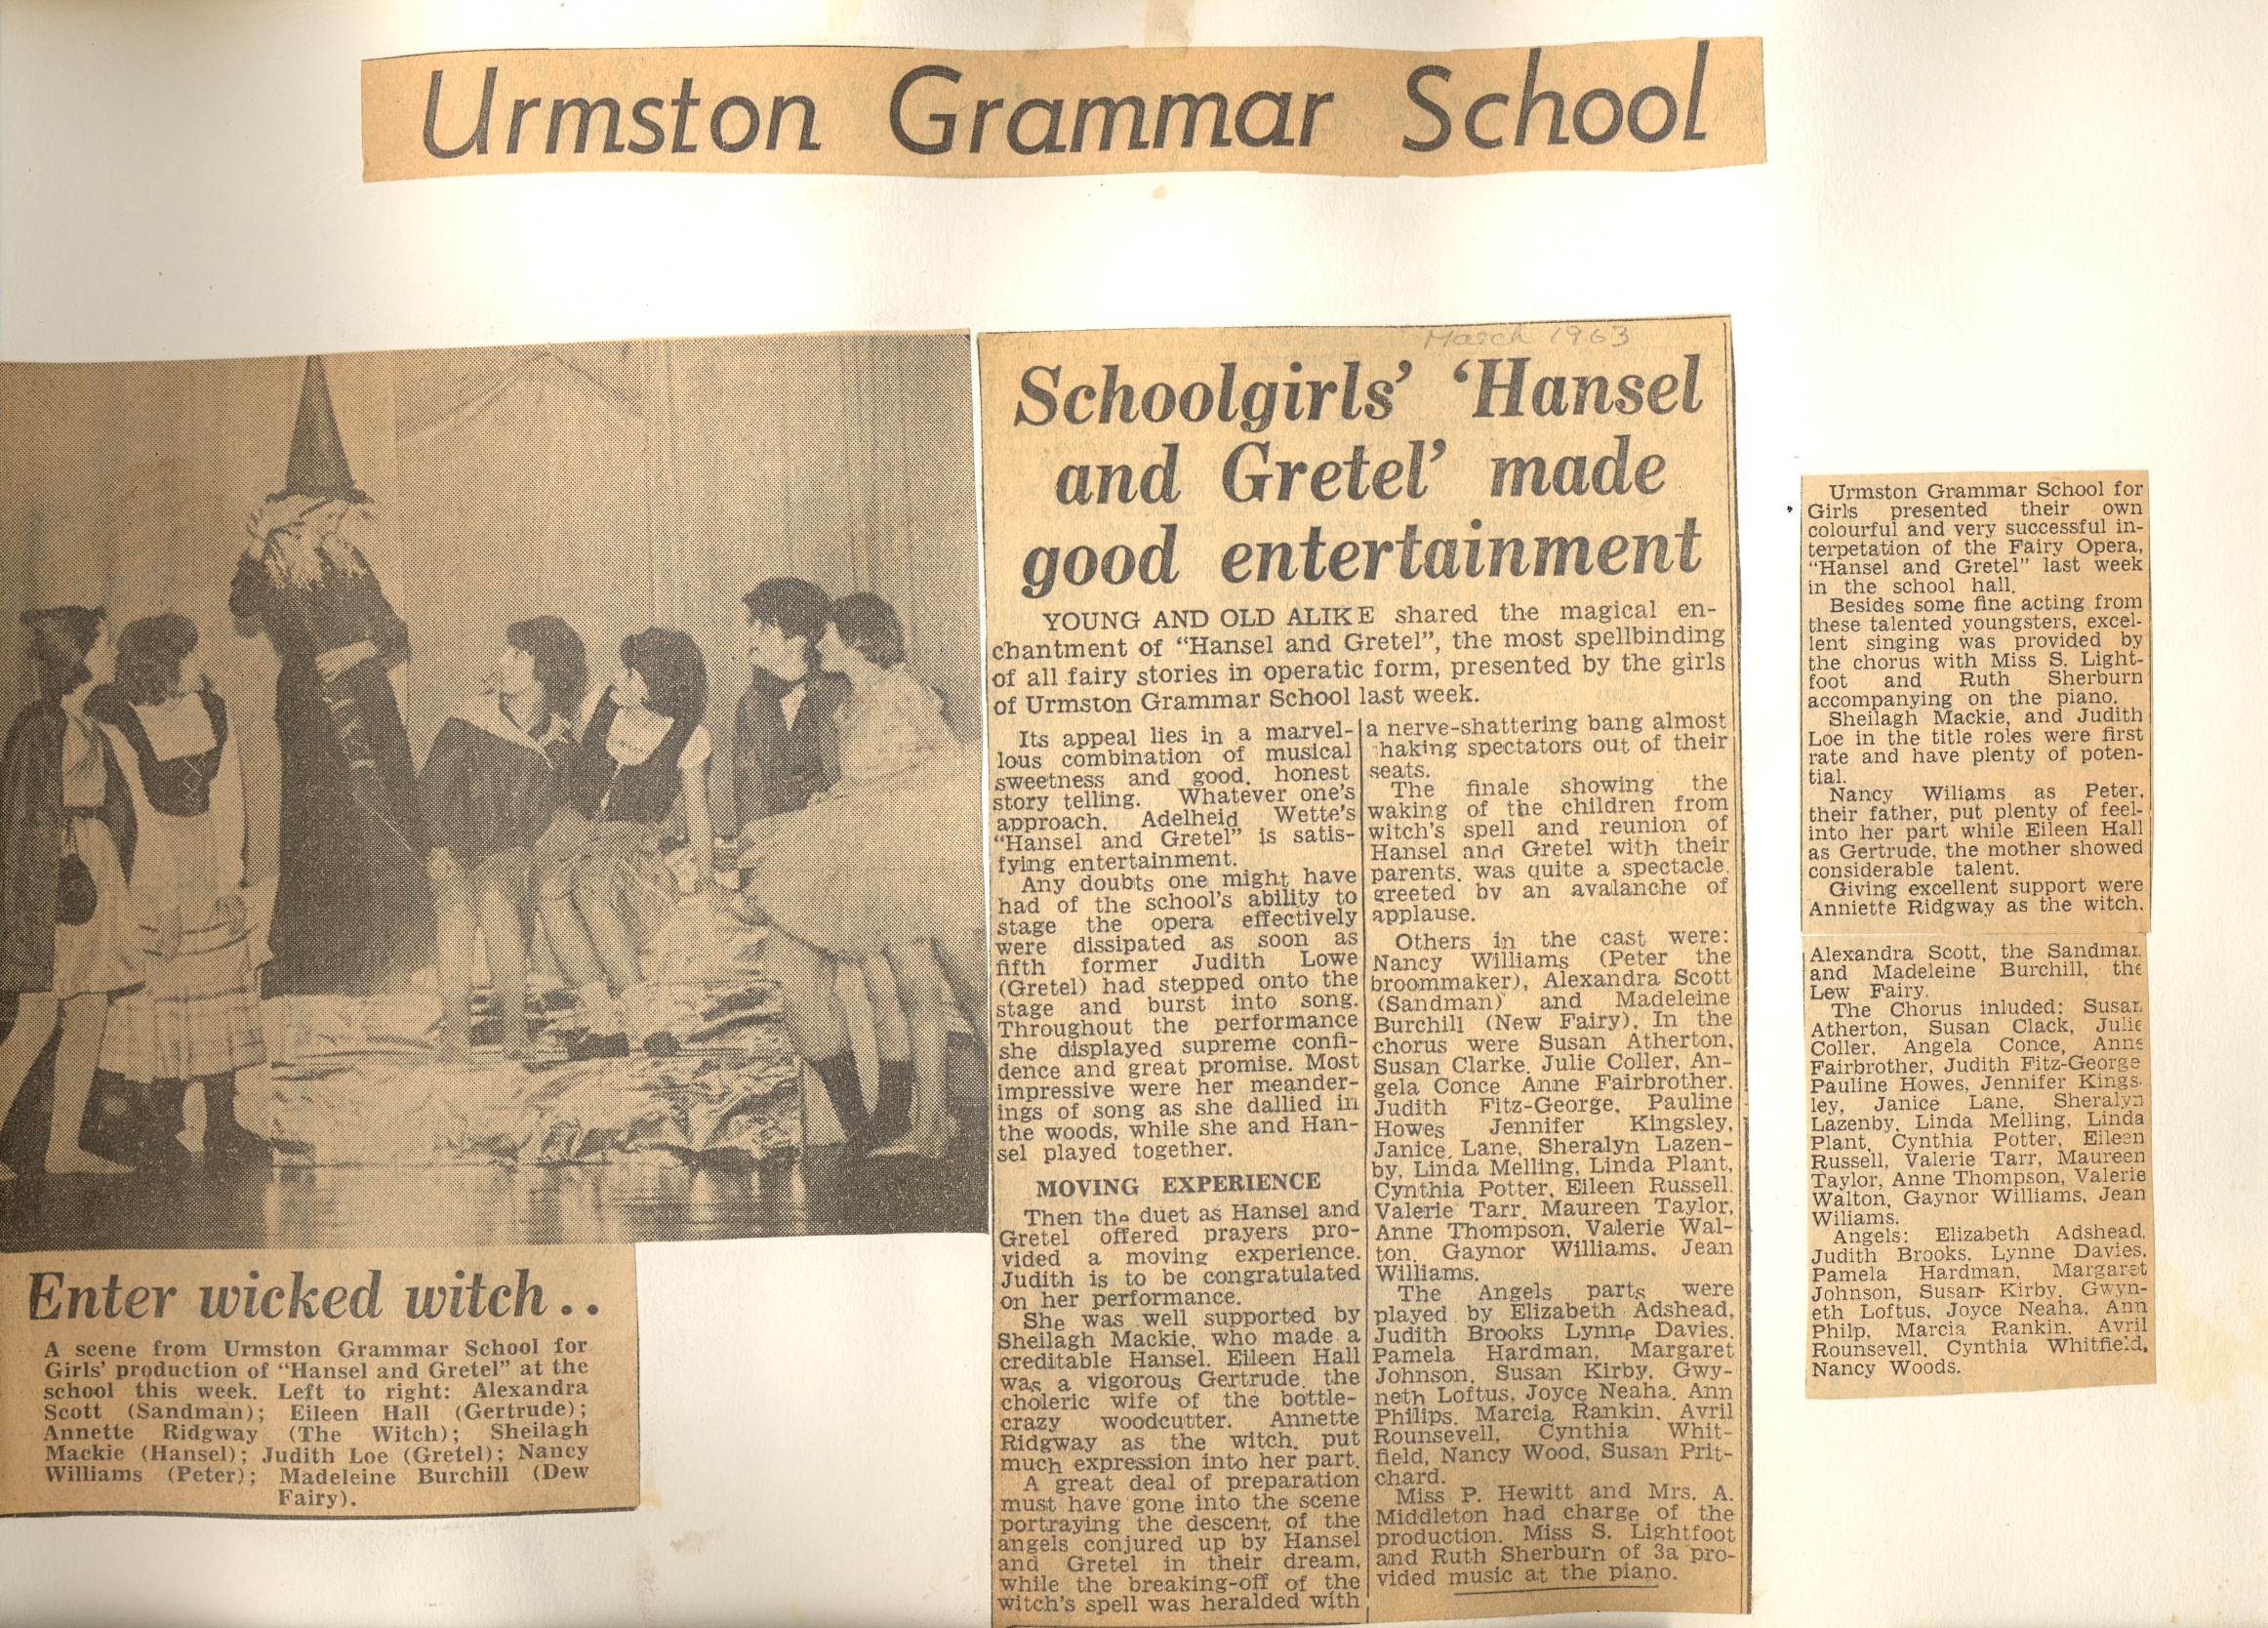 Urmston Grammar School
Enter wicked witch . .
A scene from Urmston Grammar School for
Girls' production of "Hansel and Gretel" at the
school this week. Left to right: Alexandra
Scott (Sandman); Eileen Hall (Gertrude);
Annette Ridgway (The Witch); Sheilagh
Mackie (Hansel); Judith Loe (Gretel); Nancy
Williams (Peter); Madeleine Burchill (Dew
Fairy).
March 1963
Schoolgirls' 'Hansel
and Gretel' made
good entertainment
YOUNG AND OLD ALIKE shared the magical en-
chantment of "Hansel and Gretel", the most spellbinding
of all fairy stories in operatic form, presented by the girls
of Urmston Grammar School last week.
Its appeal lies in a marvel-
lous combination of musical
sweetness and good, honest
story telling. Whatever one's
approach, Adelheid Wette's
"Hansel and Gretel" is satis-
fying entertainment.
Any doubts one might have
had of the school's ability to
stage the opera effectively
were dissipated as soon as
fifth former Judith Lowe
(Gretel) had stepped onto the
stage and burst into song.
Throughout the performance
she displayed supreme confi-
dence and great promise. Most
impressive were her meander-
ings of song as she dallied in
the woods, while she and Han-
sel played together.
MOVING EXPERIENCE
Then the duet as Hansel and
Gretel offered prayers pro-
vided a moving experience.
Judith is to be congratulated
on her performance.
She was well supported by
Sheilagh Mackie, who made a
creditable Hansel. Eileen Hall
was a vigorous Gertrude, the
choleric wife of the bottle-
crazy woodcutter. Annette
Ridgway as the witch, put
much expression into her part.
A great deal of preparation
must have gone into the scene
portraying the descent of the
angels conjured up by Hansel
and Gretel in their dream,
while the breaking-off of the
witch's spell was heralded with
a nerve-shattering bang almost
haking spectators out of their
seats.
The finale showing the
waking of the children from
witch's spell and reunion of
Hansel and Gretel with their
parents, was quite a spectacle,
greeted by an avalanche of
applause.
Others in the cast were:
Nancy Williams (Peter the
broommaker), Alexandra Scott
(Sandman) and Madeleine
Burchill (New Fairy). In the
chorus were Susan Atherton,
Susan Clarke, Julie Coller, An-
gela Conce Anne Fairbrother,
Judith Fitz-George, Pauline
Howes Jennifer Kingsley,
Janice Lane, Sheralyn Lazen-
by, Linda Melling, Linda Plant,
Cynthia Potter, Eileen Russell,
Valerie Tarr, Maureen Taylor,
Anne Thompson, Valerie Wal-
ton, Gaynor Williams, Jean
Williams.
The Angels parts were
played by Elizabeth Adshead,
Judith Brooks Lynne Davies,
Pamela Hardman, Margaret
Johnson, Susan Kirby, Gwy-
neth Loftus, Joyce Neaha, Ann
Philips, Marcia Rankin, Avril
Rounsevell, Cynthia Whit-
field, Nancy Wood, Susan Prit-
chard.
Miss P. Hewitt and Mrs. A.
Middleton had charge of the
production. Miss S. Lightfoot
and Ruth Sherburn of 3a pro-
vided music at the piano.
Urmston Grammar School for
Girls presented their own
colourful and very successful in-
terpetation of the Fairy Opera,
"Hansel and Gretel" last week
in the school hall.
Besides some fine acting from
these talented youngsters, excel-
lent singing was provided by
the chorus with Miss S. Light-
foot and Ruth Sherburn
accompanying on the piano.
Sheilagh Mackie, and Judith
Loe in the title roles were first
rate and have plenty of poten-
tial.
Nancy Wiliams as Peter,
their father, put plenty of feel-
into her part while Eileen Hall
as Gertrude, the mother showed
considerable talent.
Giving excellent support were
Anniette Ridgway as the witch,
Alexandra Scott, the Sandman
and Madeleine Burchill, the
Lew Fairy.
The Chorus inluded: Susan
Atherton, Susan Clack, Julie
Coller, Angela Conce, Anne
Fairbrother, Judith Fitz-George
Pauline Howes, Jennifer Kings-
ley, Janice Lane, Sheralyn
Lazenby, Linda Melling, Linda
Plant, Cynthia Potter, Eileen
Russell, Valerie Tarr, Maureen
Taylor, Anne Thompson, Valerie
Walton, Gaynor Williams, Jean
Wiliams.
Angels: Elizabeth Adshead,
Judith Brooks, Lynne Davies,
Pamela Hardman, Margaret
Johnson, Susan Kirby, Gwyn-
eth Loftus, Joyce Neaha, Ann
Philp, Marcia Rankin, Avril
Rounsevell, Cynthia Whitfield,
Nancy Woods.